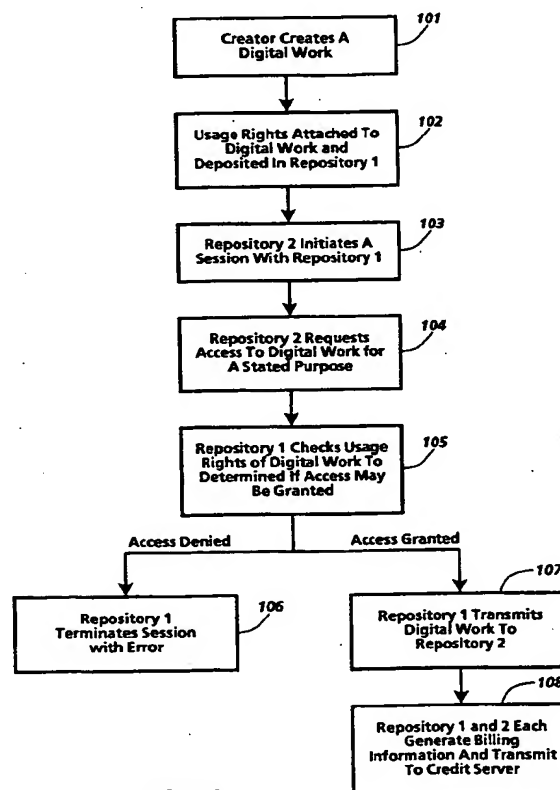 101
Creator Creates A
Digital Work
102
Usage Rights Attached To
Digital Work and
Deposited In Repository 1
103
Repository 2 Initiates A
Session With Repository 1
104
Repository 2 Requests
Access To Digital Work for
A Stated Purpose
105
Repository 1 Checks Usage
Rights of Digital Work To
Determined If Access May
Be Granted
Access Denied
Access Granted
106
Repository 1
Terminates Session
with Error
107
Repository 1 Transmits
Digital Work To
Repository 2
108
Repository 1 and 2 Each
Generate Billing
Information And Transmit
To Credit Server